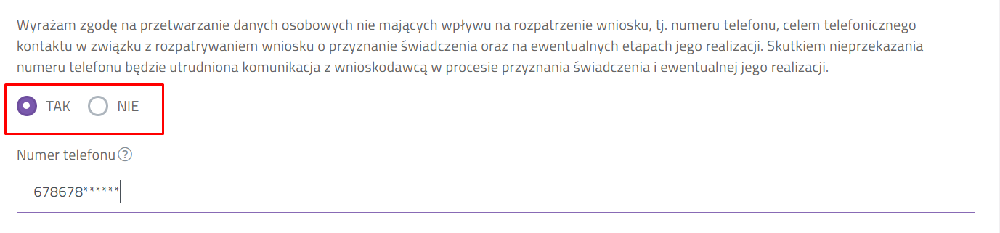 Wyrażam zgodę na przetwarzanie danych osobowych nie mających wpływu na rozpatrzenie wniosku, tj. numeru telefonu, celem telefonicznego
kontaktu w związku z rozpatrywaniem wniosku o przyznanie świadczenia oraz na ewentualnych etapach jego realizacji. Skutkiem nieprzekazania
numeru telefonu będzie utrudniona komunikacja z wnioskodawcą w procesie przyznania świadczenia i ewentualnej jego realizacji.
TAK NIE
Numer telefonu ?
678678******